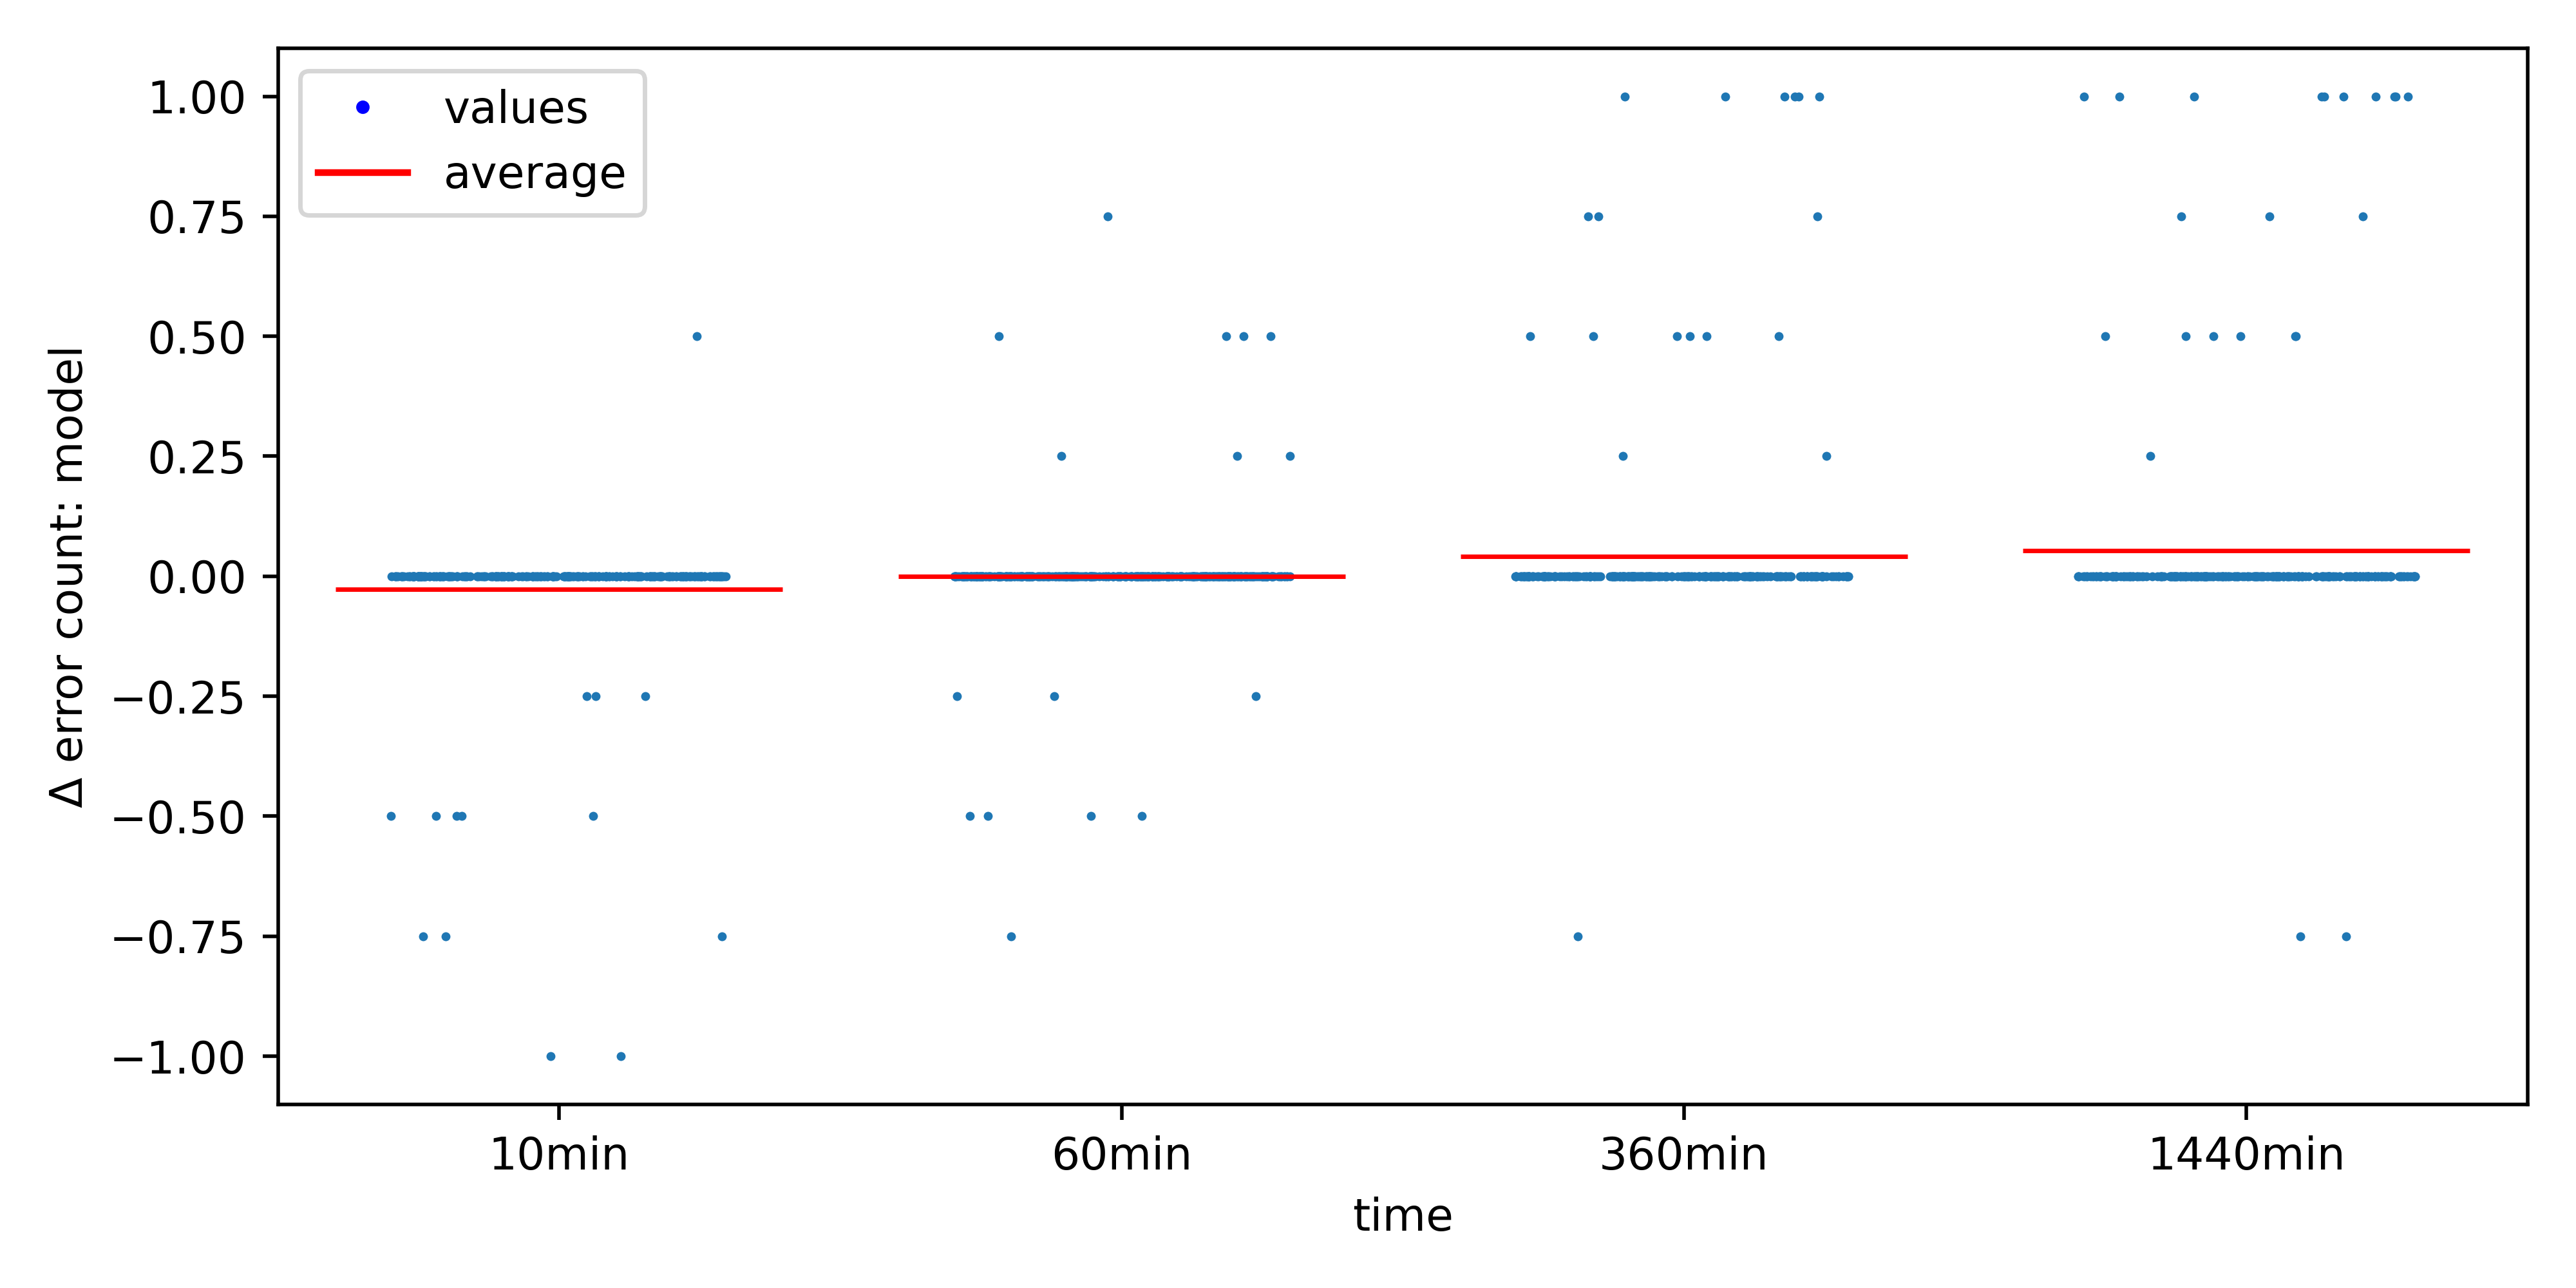 values
average
1.00
0.75
0.50
0.25
0.00
−0.25
−0.50
−0.75
−1.00
Δ error count: model
10min
60min
360min
1440min
time